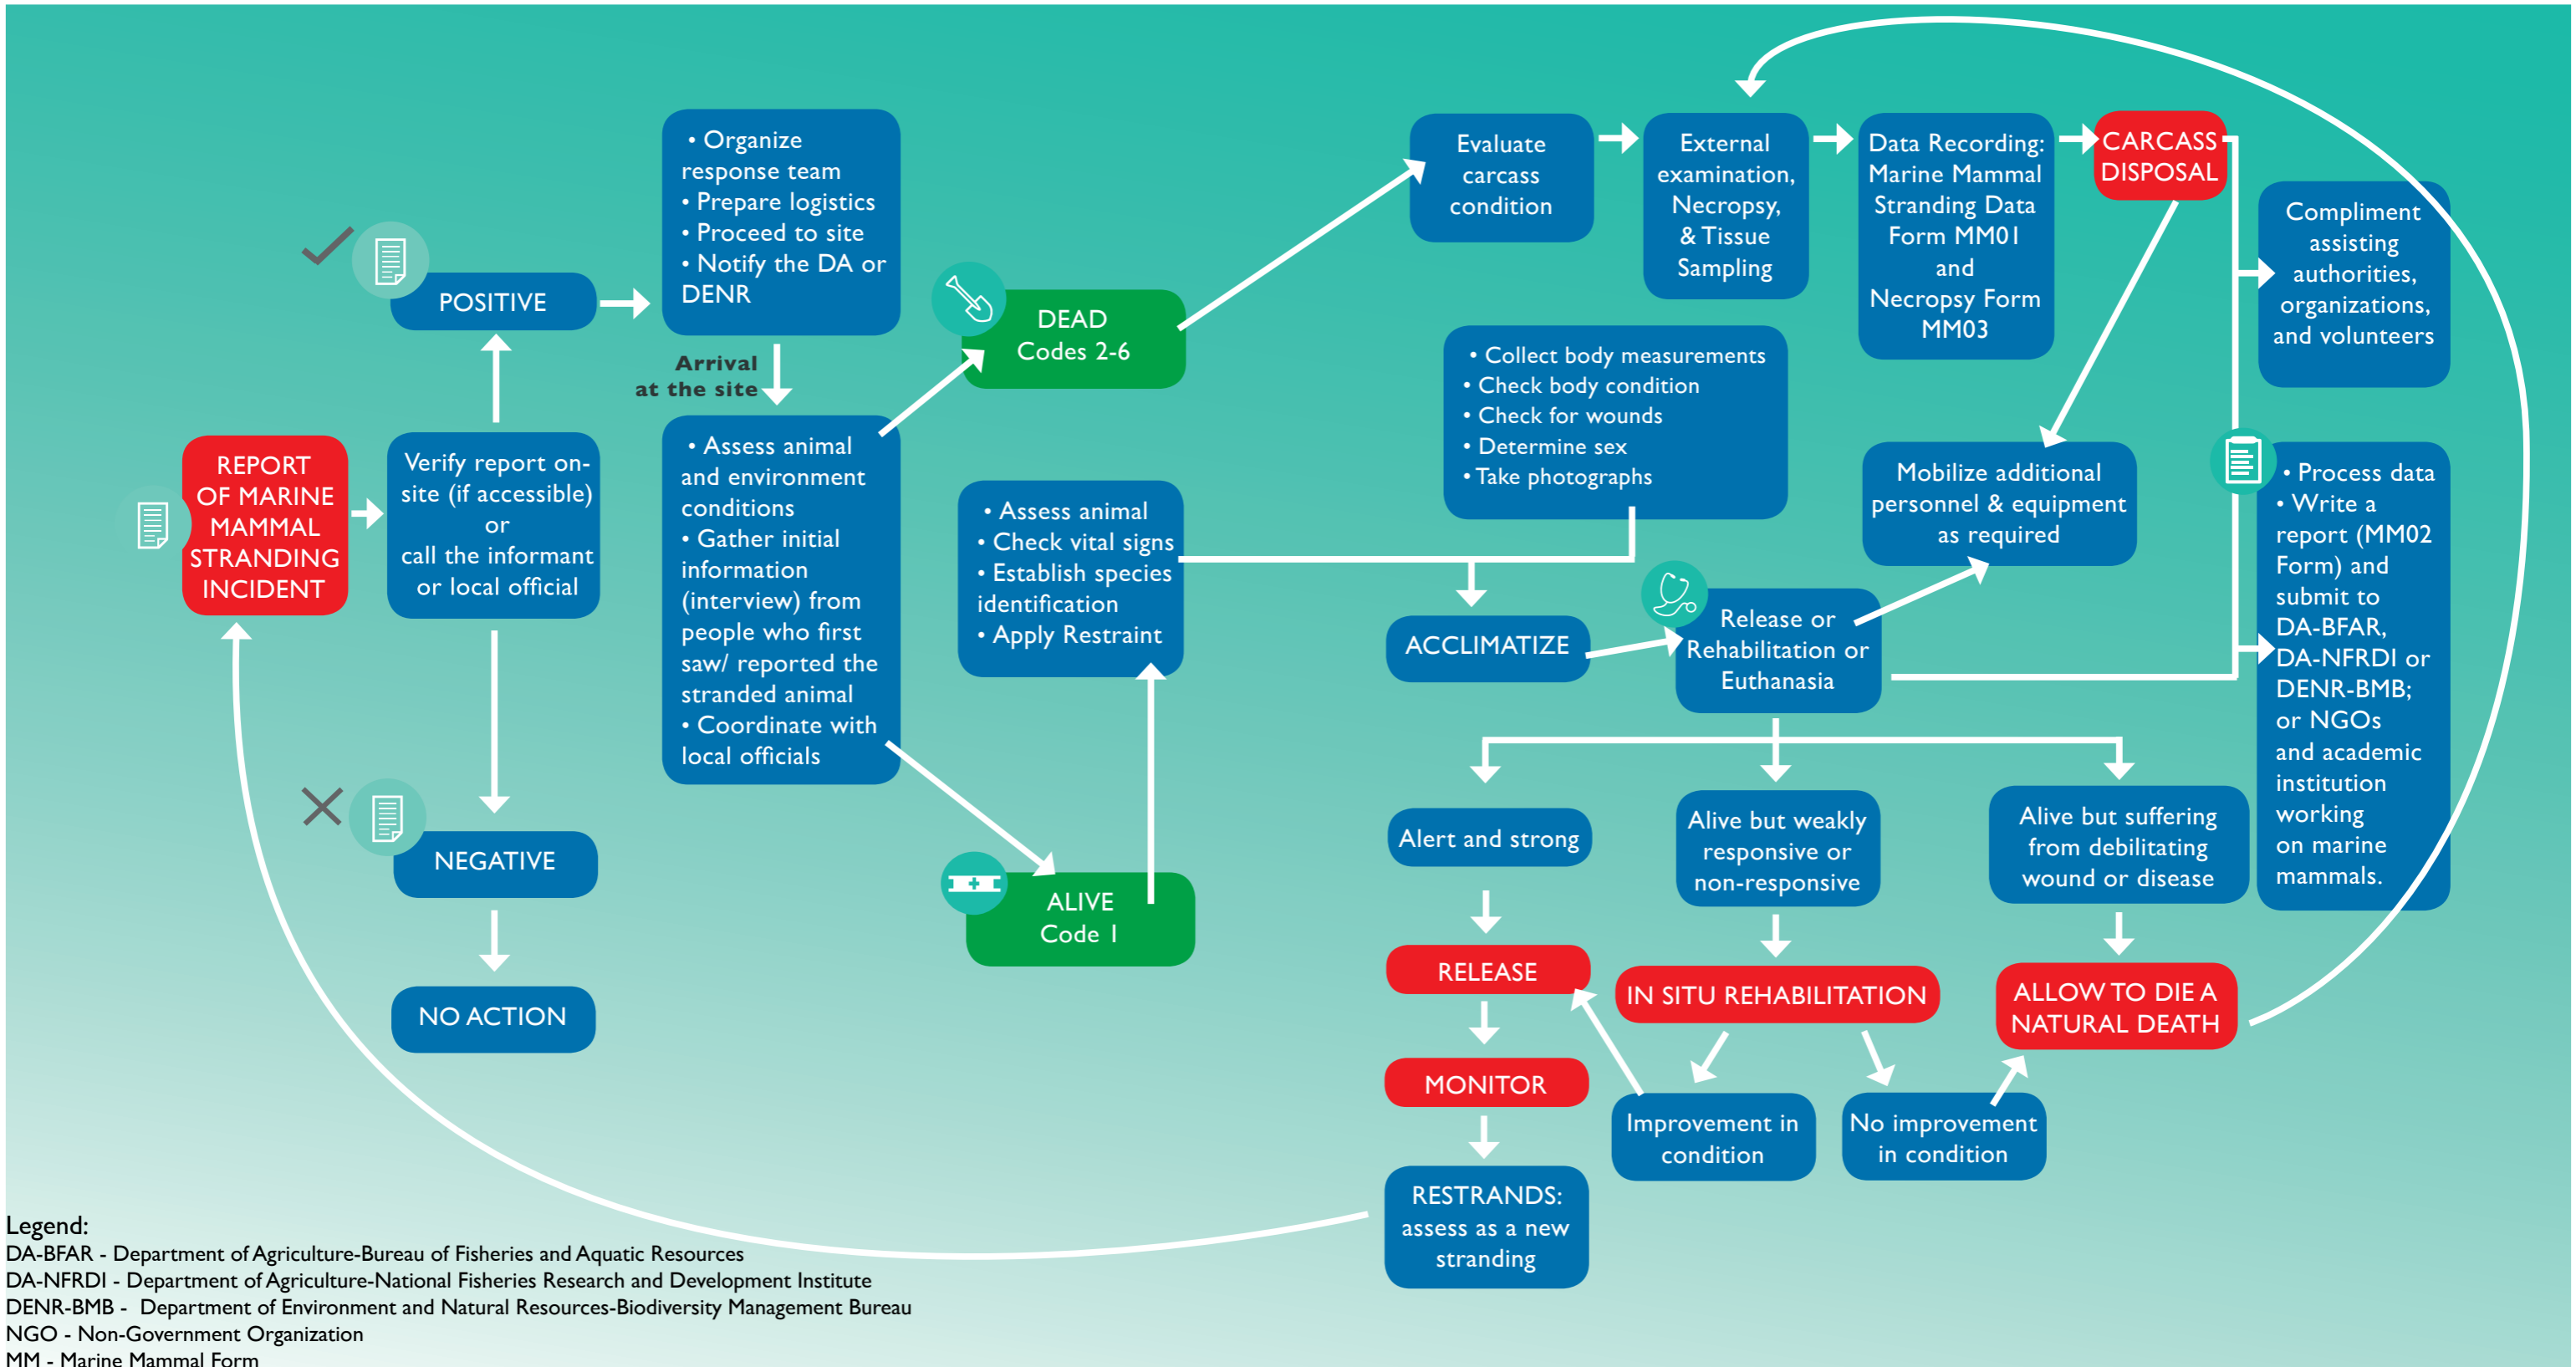 REPORT
OF MARINE
MAMMAL
STRANDING
INCIDENT
Verify report on-
site (if accessible)
or
call the informant
or local official
POSITIVE
NEGATIVE
NO ACTION
• Organize
response team
• Prepare logistics
• Proceed to site
• Notify the DA or
DENR
Arrival
at the site
• Assess animal
and environment
conditions
• Gather initial
information
(interview) from
people who first
saw/ reported the
stranded animal
• Coordinate with
local officials
DEAD
Codes 2-6
ALIVE
Code 1
• Assess animal
• Check vital signs
• Establish species
identification
• Apply Restraint
Evaluate
carcass
condition
External
examination,
Necropsy,
& Tissue
Sampling
Data Recording:
Marine Mammal
Stranding Data
Form MM01
and
Necropsy Form
MM03
CARCASS
DISPOSAL
Compliment
assisting
authorities,
organizations,
and volunteers
• Collect body measurements
• Check body condition
• Check for wounds
• Determine sex
• Take photographs
Mobilize additional
personnel & equipment
as required
• Process data
• Write a
report (MM02
Form) and
submit to
DA-BFAR,
DA-NFRDI or
DENR-BMB;
or NGOs
and academic
institution
working
on marine
mammals.
ACCLIMATIZE
Release or
Rehabilitation or
Euthanasia
Alert and strong
Alive but weakly
responsive or
non-responsive
Alive but suffering
from debilitating
wound or disease
RELEASE
IN SITU REHABILITATION
ALLOW TO DIE A
NATURAL DEATH
MONITOR
Improvement in
condition
No improvement
in condition
RESTRANDS:
assess as a new
stranding
Legend:
DA-BFAR - Department of Agriculture-Bureau of Fisheries and Aquatic Resources
DA-NFRDI - Department of Agriculture-National Fisheries Research and Development Institute
DENR-BMB - Department of Environment and Natural Resources-Biodiversity Management Bureau
NGO - Non-Government Organization
MM - Marine Mammal Form